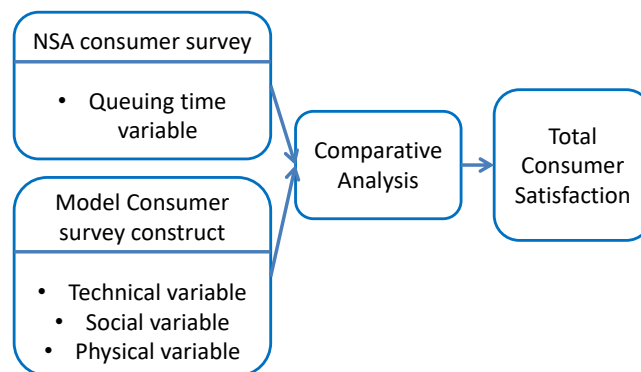 NSA consumer survey
• Queuing time
variable
Model Consumer
survey construct
• Technical variable
• Social variable
• Physical variable
Comparative
Analysis
Total
Consumer
Satisfaction